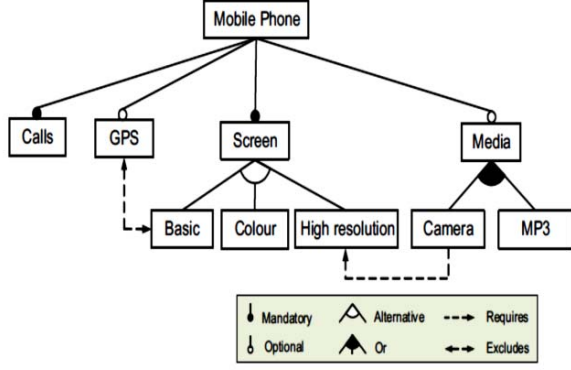 Mobile Phone
Calls
GPS
Screen
Media
Basic
Colour
High resolution
Camera
MP3
Mandatory
Alternative
Requires
Optional
Or
Excludes